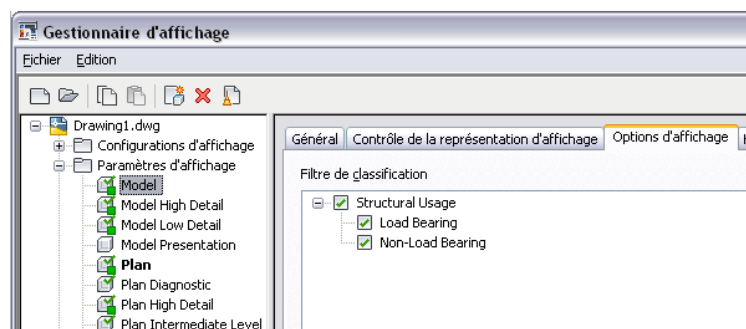 Gestionnaire d'affichage
Fichier Edition
Drawing1.dwg
Configurations d'affichage
Paramètres d'affichage
Model
Model High Detail
Model Low Detail
Model Presentation
Plan
Plan Diagnostic
Plan High Detail
Plan Intermediate Level
Général Contrôle de la représentation d'affichage Options d'affichage
Filtre de classification
Structural Usage
Load Bearing
Non-Load Bearing